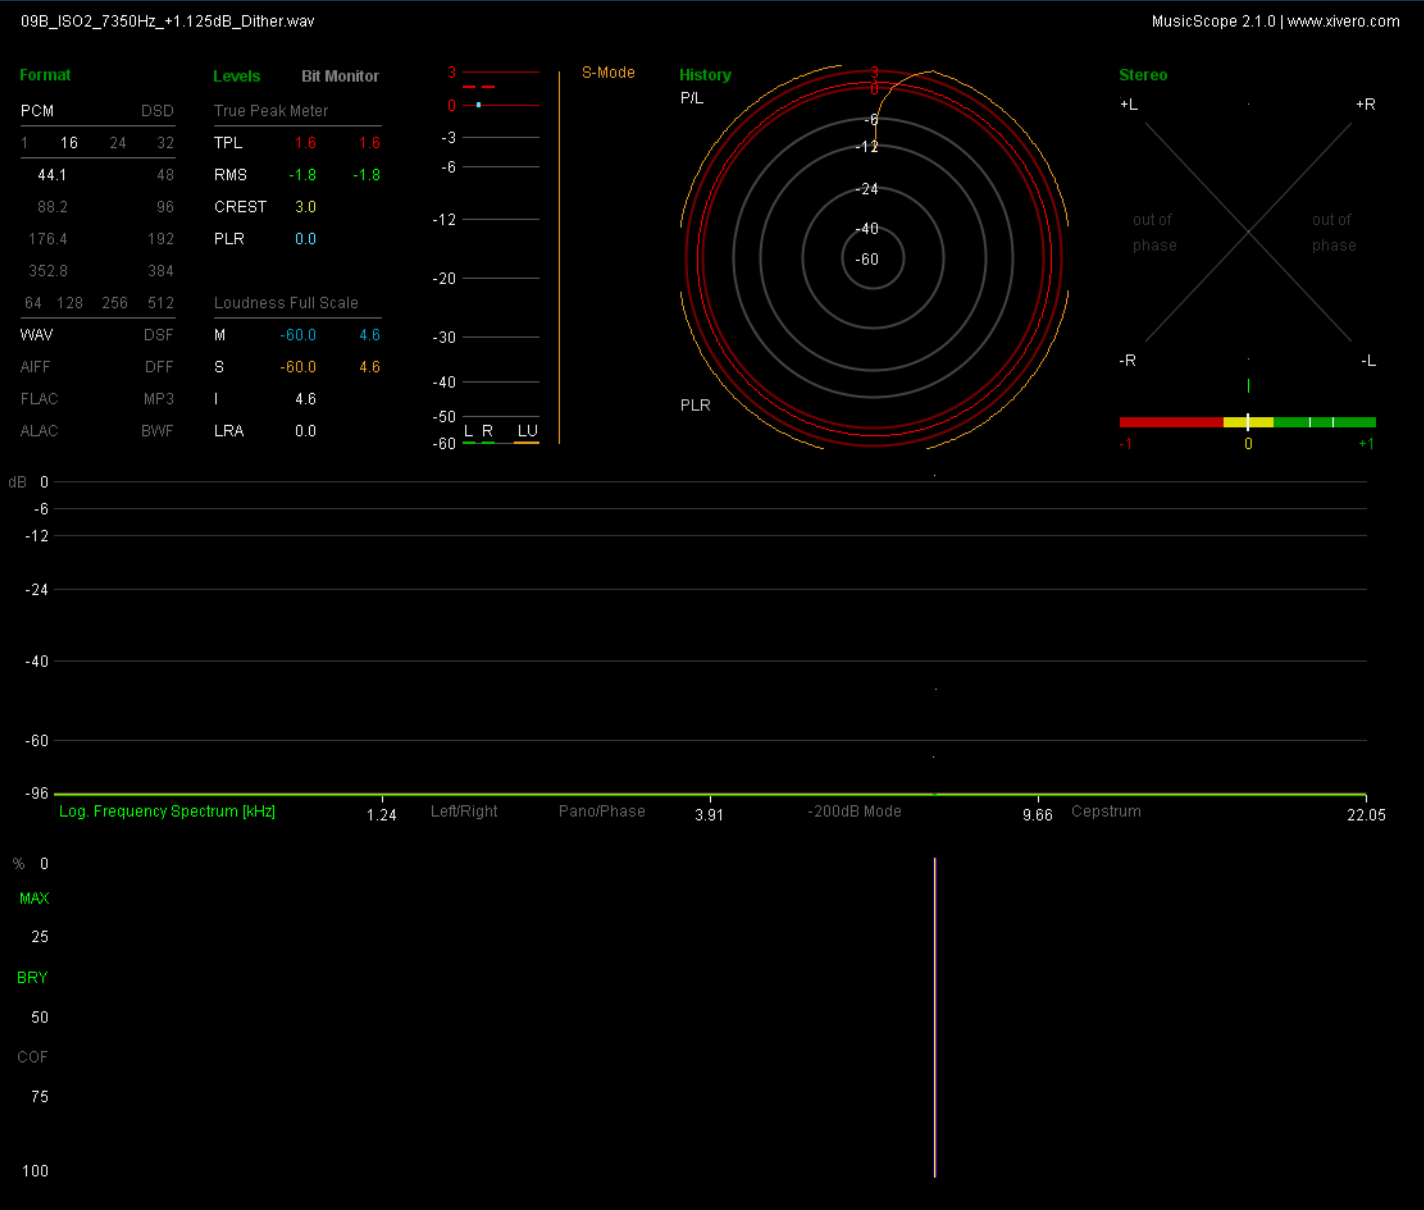 09B_ISO2_7350Hz_+1.125dB_Dither.wav
MusicScope 2.1.0 | www.xivero.com
Format
PCM DSD
1 16 24 32
44.1 48
88.2 96
176.4 192
352.8 384
64 128 256 512
WAV DSF
AIFF DFF
FLAC MP3
ALAC BWF
Levels Bit Monitor
True Peak Meter
TPL 1.6 1.6
RMS -1.8 -1.8
CREST 3.0
PLR 0.0
Loudness Full Scale
M -60.0 4.6
S -60.0 4.6
I 4.6
LRA 0.0
3
0
-3
-6
-12
-20
-30
-40
-50
-60
L R LU
S-Mode
History
P/L
3
0
-6
-12
-24
-40
-60
PLR
Stereo
+L +R
out of phase
out of phase
-R -L
-1 0 +1
dB 0
-6
-12
-24
-40
-60
-96
Log. Frequency Spectrum [kHz] 1.24 Left/Right Pano/Phase 3.91 -200dB Mode 9.66 Cepstrum 22.05
% 0
MAX
25
BRY
50
COF
75
100